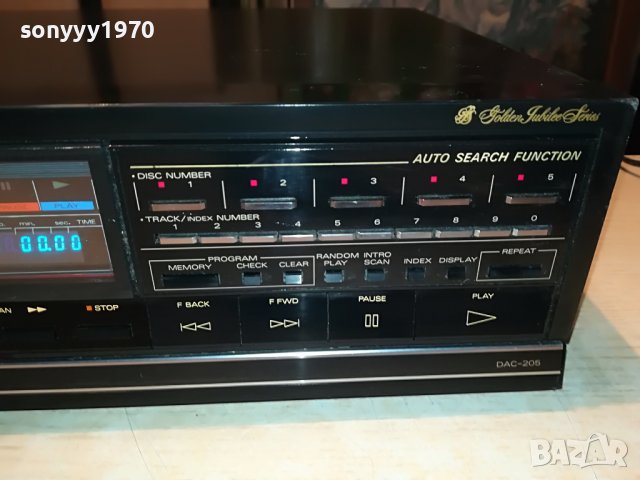 sonyyy1970
Golden Jubilee Series
AUTO SEARCH FUNCTION
• DISC NUMBER 1 2 3 4 5
• TRACK/INDEX NUMBER
1 2 3 4 5 6 7 8 9 0
PROGRAM
MEMORY CHECK CLEAR RANDOM PLAY INTRO SCAN INDEX DISPLAY REPEAT
PLAY
min. sec. TIME
00.00
STOP
F BACK F FWD PAUSE PLAY
DAC-205
BAZAR